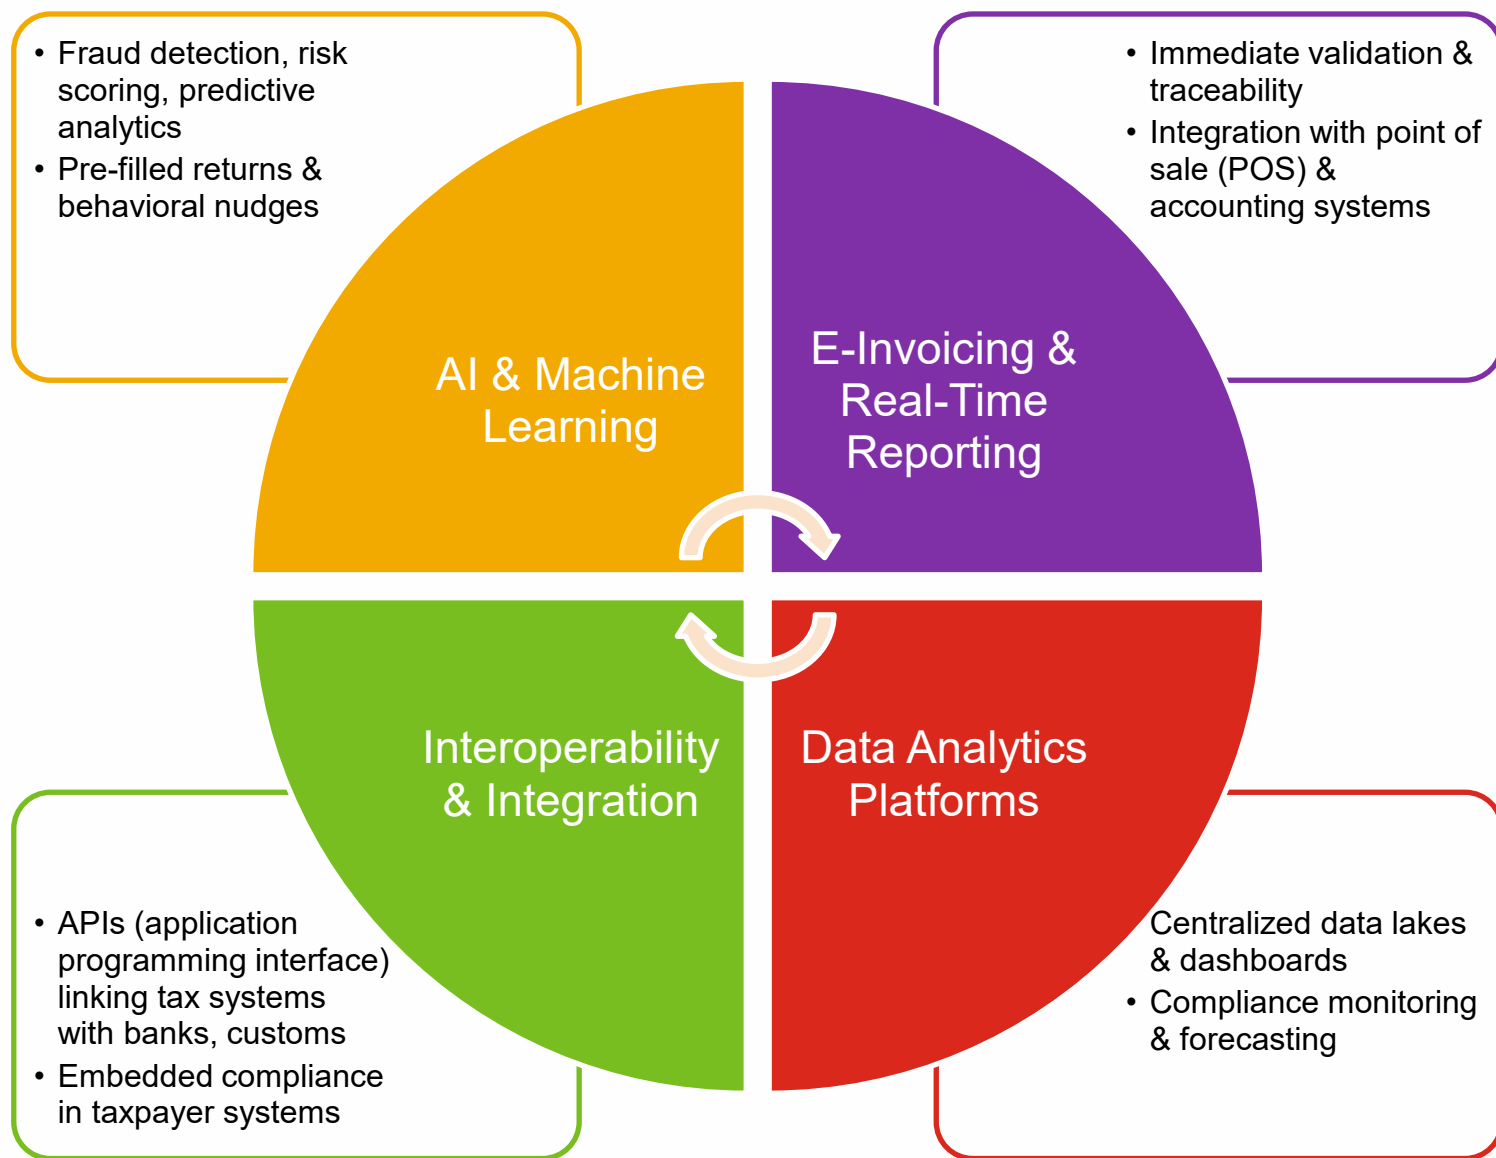 • Fraud detection, risk
scoring, predictive
analytics
• Pre-filled returns &
behavioral nudges
• Immediate validation &
traceability
• Integration with point of
sale (POS) &
accounting systems
AI & Machine
Learning
E-Invoicing &
Real-Time
Reporting
Interoperability
& Integration
Data Analytics
Platforms
• APIs (application
programming interface)
linking tax systems
with banks, customs
• Embedded compliance
in taxpayer systems
Centralized data lakes
& dashboards
• Compliance monitoring
& forecasting